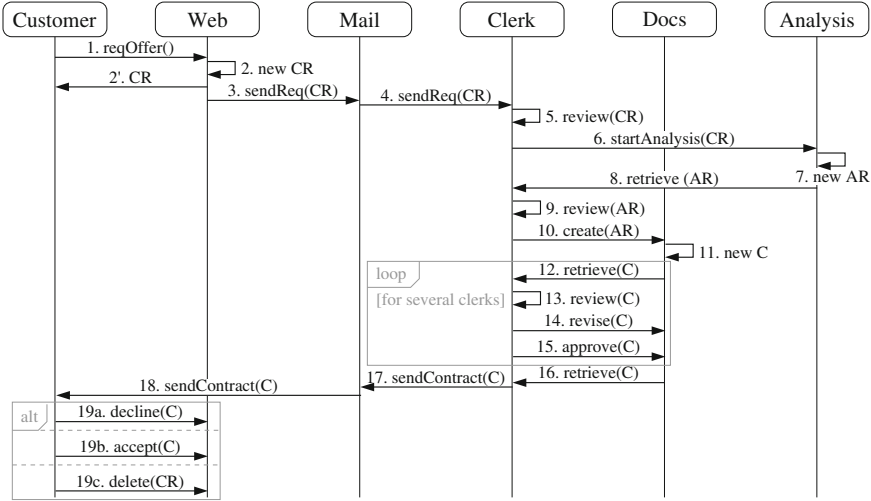 Customer
Web
Mail
Clerk
Docs
Analysis
1. reqOffer()
2. new CR
2'. CR
3. sendReq(CR)
4. sendReq(CR)
5. review(CR)
6. startAnalysis(CR)
7. new AR
8. retrieve (AR)
9. review(AR)
10. create(AR)
11. new C
loop
12. retrieve(C)
[for several clerks]
13. review(C)
14. revise(C)
15. approve(C)
16. retrieve(C)
17. sendContract(C)
18. sendContract(C)
alt
19a. decline(C)
19b. accept(C)
19c. delete(CR)